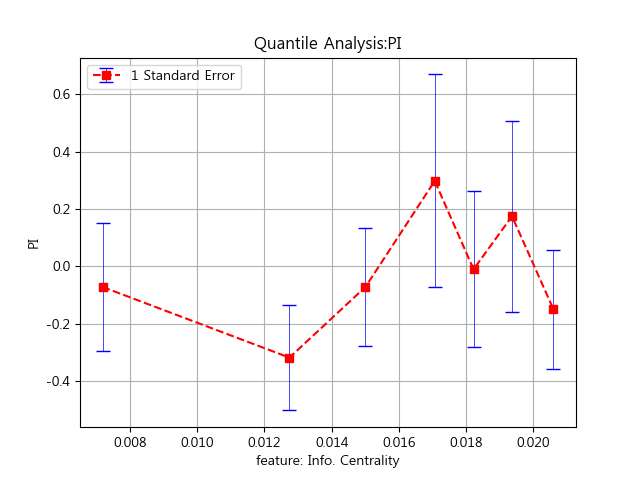 Quantile Analysis:PI
1 Standard Error
PI
0.6
0.4
0.2
0.0
-0.2
-0.4
0.008 0.010 0.012 0.014 0.016 0.018 0.020
feature: Info. Centrality